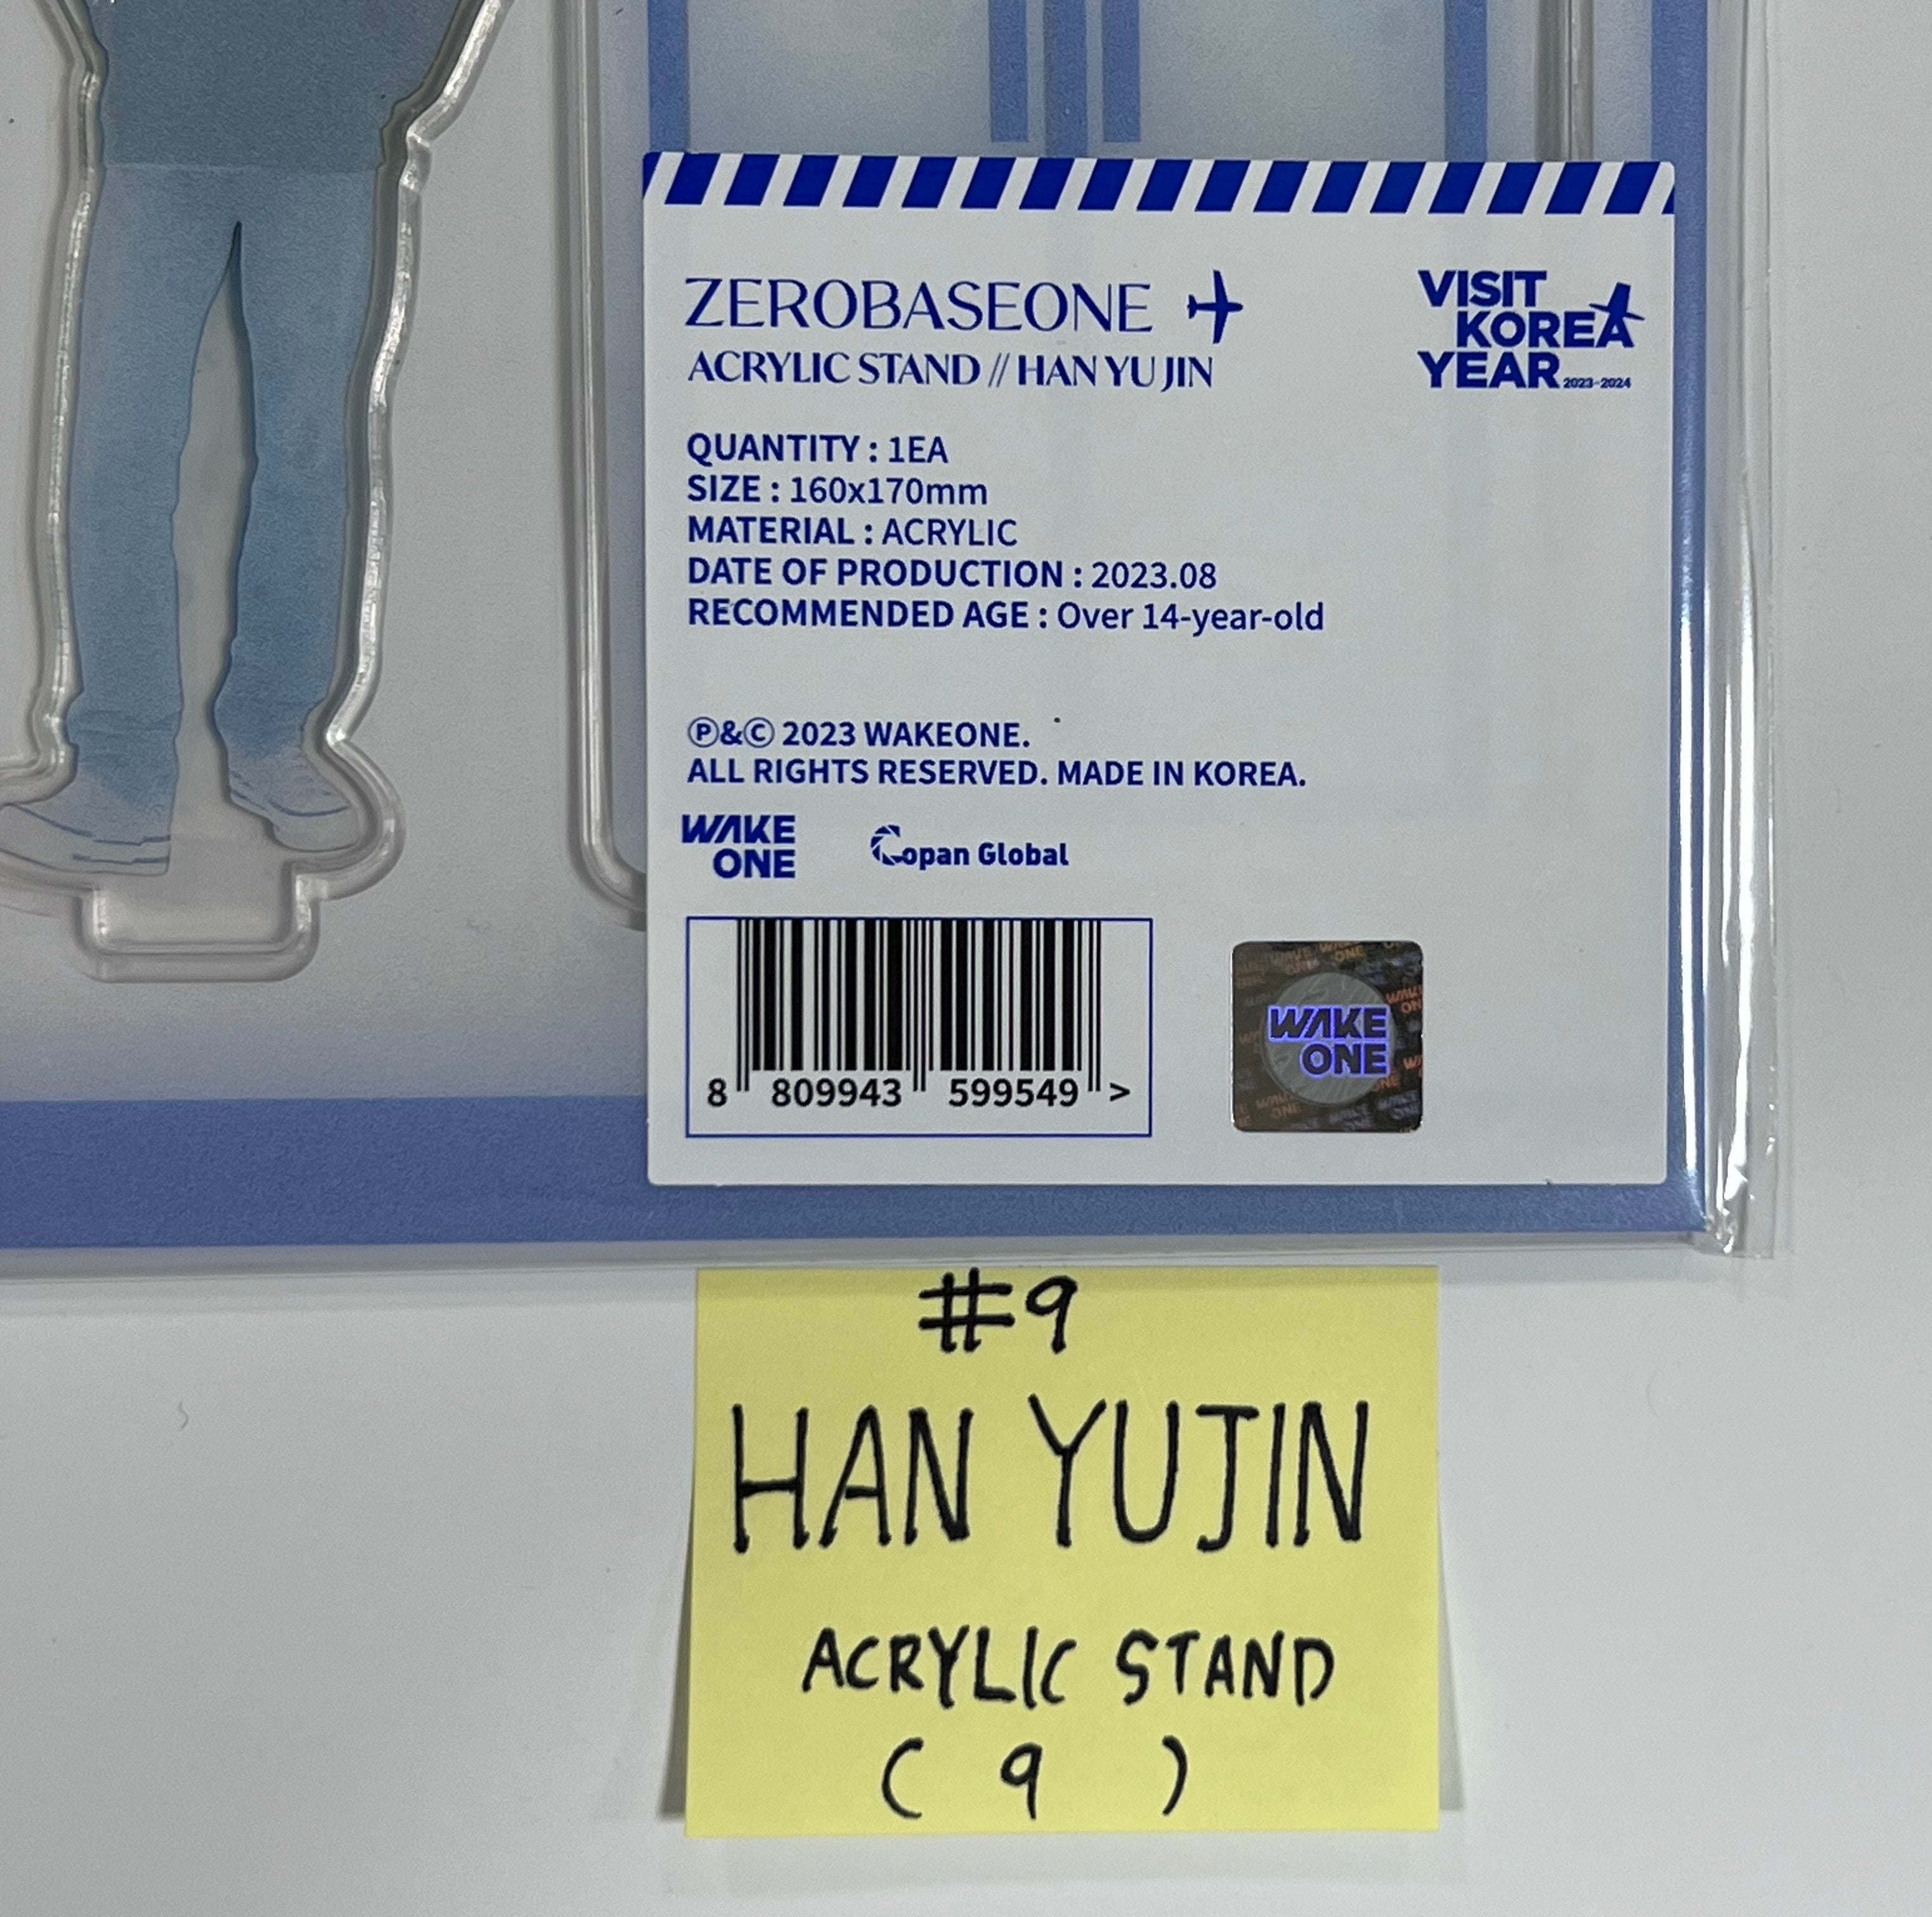 ZEROBASEONE
ACRYLIC STAND // HAN YU JIN
VISIT
KOREA
YEAR 2023-2024
QUANTITY : 1EA
SIZE : 160x170mm
MATERIAL : ACRYLIC
DATE OF PRODUCTION : 2023.08
RECOMMENDED AGE : Over 14-year-old
Ⓟ&Ⓒ 2023 WAKEONE.
ALL RIGHTS RESERVED. MADE IN KOREA.
WAKE
ONE
Copan Global
8 809943 599549 >
WAKE
ONE
#9
HAN YUJIN
ACRYLIC STAND
( 9 )